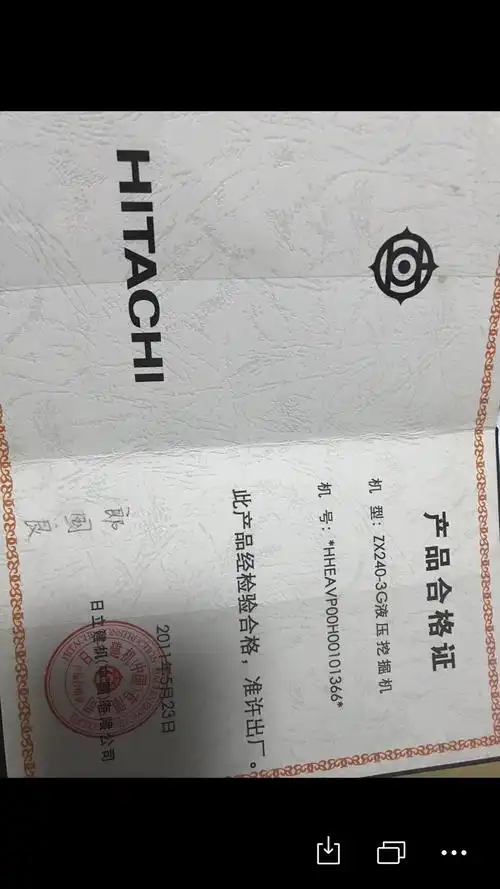 HITACHI
产品合格证
机 型：ZX240-3G液压挖掘机
机 号：*HHEAVP00H00101366*
此产品经检验合格，准许出厂。
2011年5月23日
日立建机(中国)有限公司